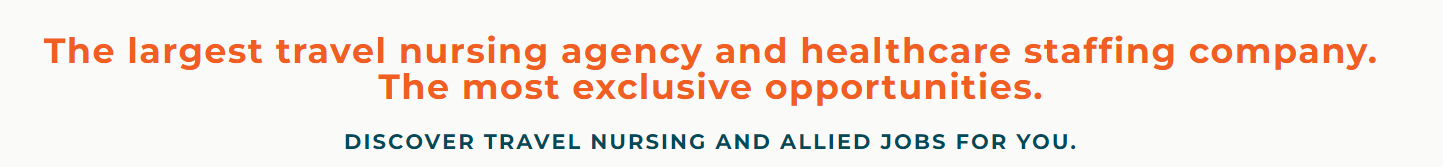 The largest travel nursing agency and healthcare staffing company.
The most exclusive opportunities.
DISCOVER TRAVEL NURSING AND ALLIED JOBS FOR YOU.